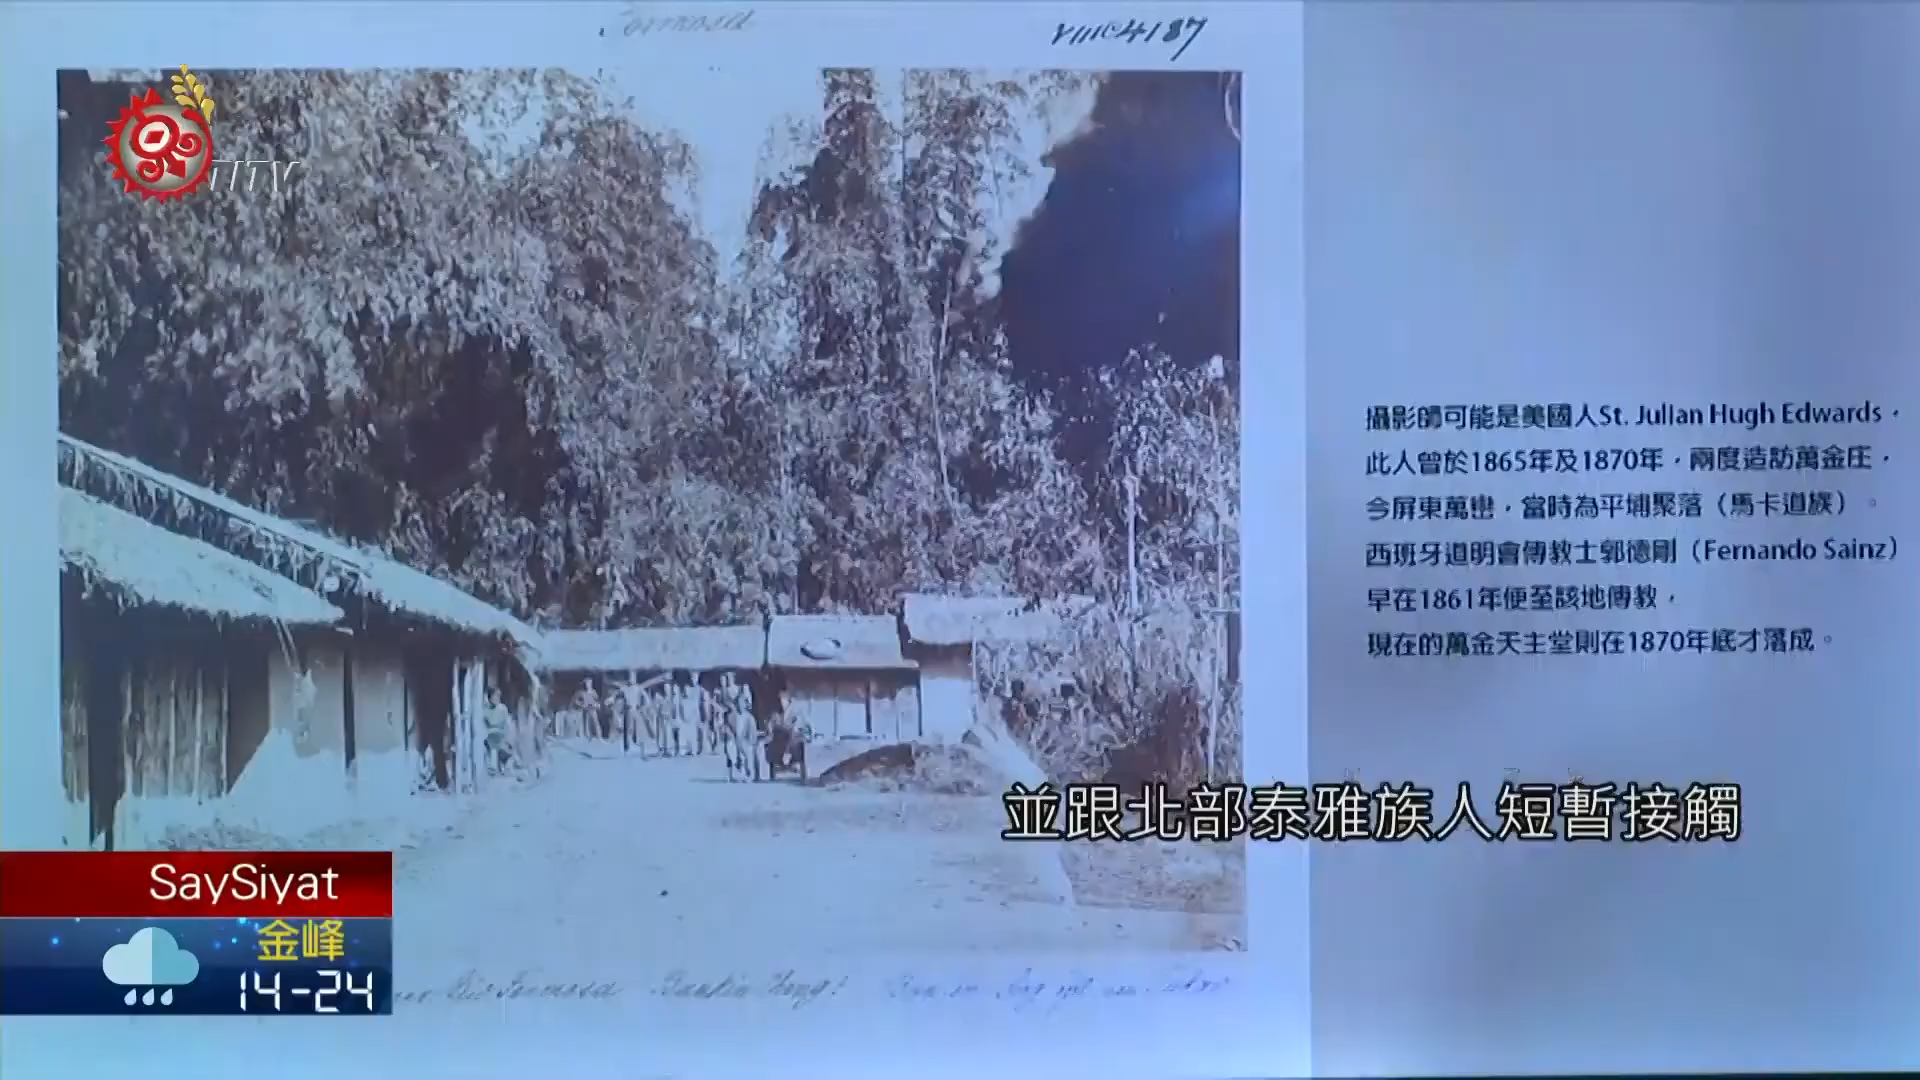 Formosa
4187
TITV
攝影師可能是美國人St. Julian Hugh Edwards，
此人曾於1865年及1870年，兩度造訪萬金庄，
今屏東萬巒，當時為平埔聚落（馬卡道族）。
西班牙道明會傳教士郭德剛（Fernando Sainz）
早在1861年便至該地傳教，
現在的萬金天主堂則在1870年底才落成。
並跟北部泰雅族人短暫接觸
SaySiyat
金峰
14-24
Formosa